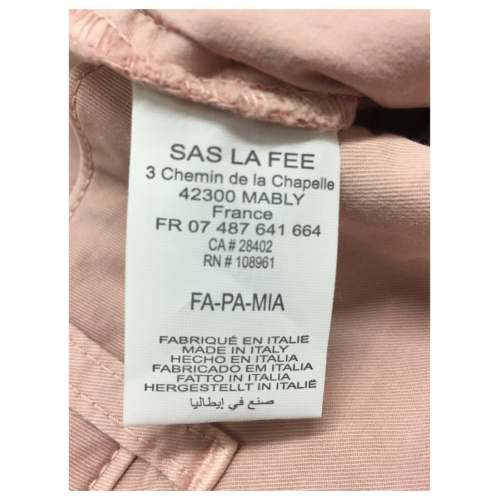 SAS LA FEE
3 Chemin de la Chapelle
42300 MABLY
France
FR 07 487 641 664
CA # 28402
RN # 108961
FA-PA-MIA
FABRIQUÉ EN ITALIE
MADE IN ITALY
HECHO EN ITALIA
FABRICADO EM ITALIA
FATTO IN ITALIA
HERGESTELLT IN ITALIÉ
صنع في إيطاليا